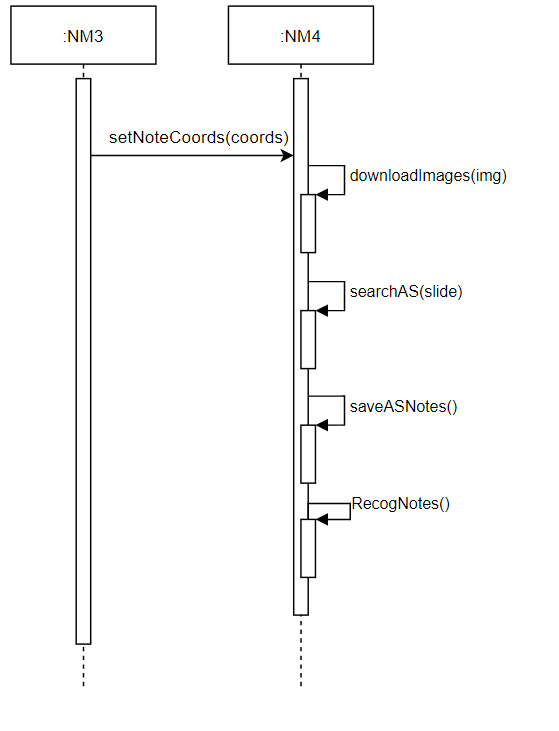 :NM3
:NM4
setNoteCoords(coords)
downloadImages(img)
searchAS(slide)
saveASNotes()
RecogNotes()